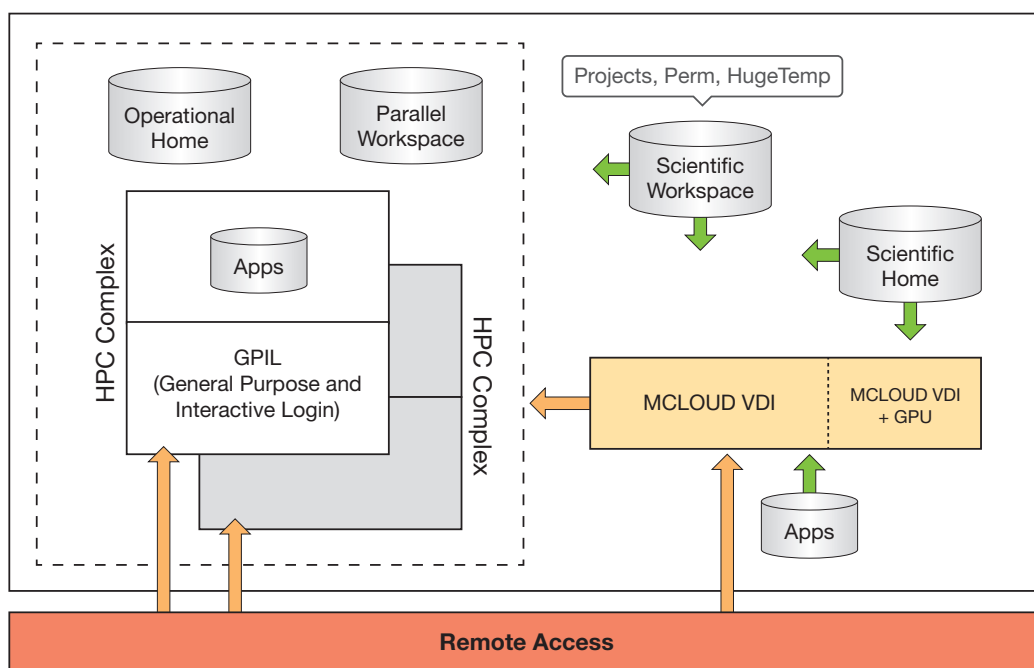 Projects, Perm, HugeTemp
Operational
Home
Parallel
Workspace
Scientific
Workspace
Scientific
Home
HPC Complex
Apps
HPC Complex
GPIL
(General Purpose and
Interactive Login)
MCLOUD VDI
MCLOUD VDI
+ GPU
Apps
Remote Access